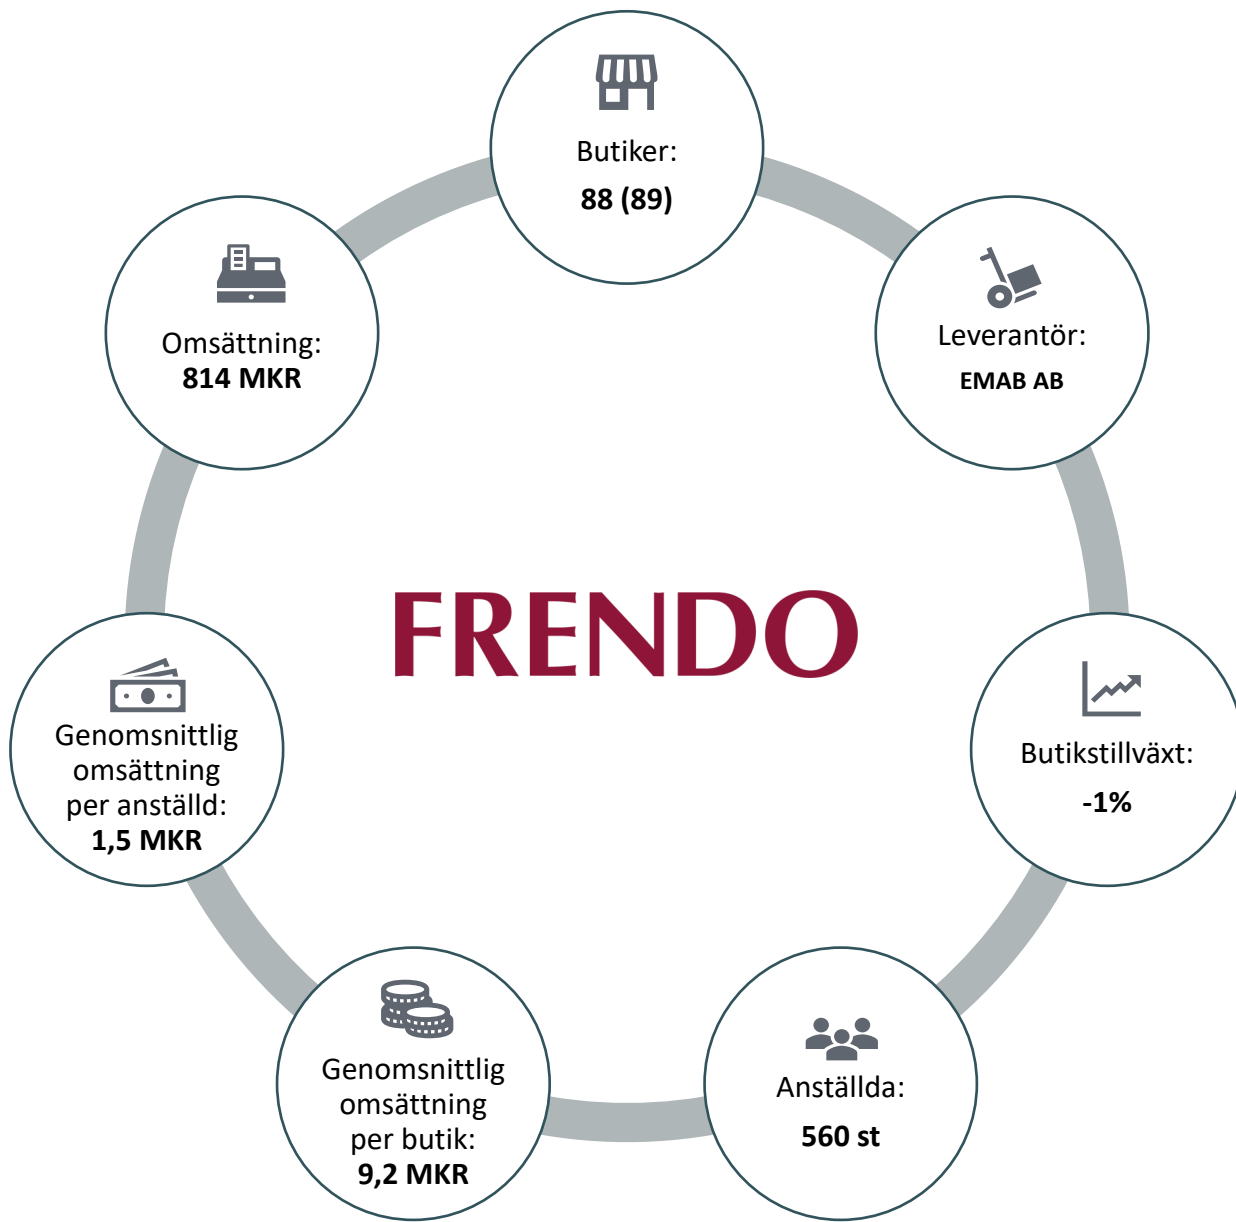 Butiker:
88 (89)
Leverantör:
EMAB AB
Butikstillväxt:
-1%
Anställda:
560 st
Genomsnittlig
omsättning
per butik:
9,2 MKR
Genomsnittlig
omsättning
per anställd:
1,5 MKR
Omsättning:
814 MKR
FRENDO